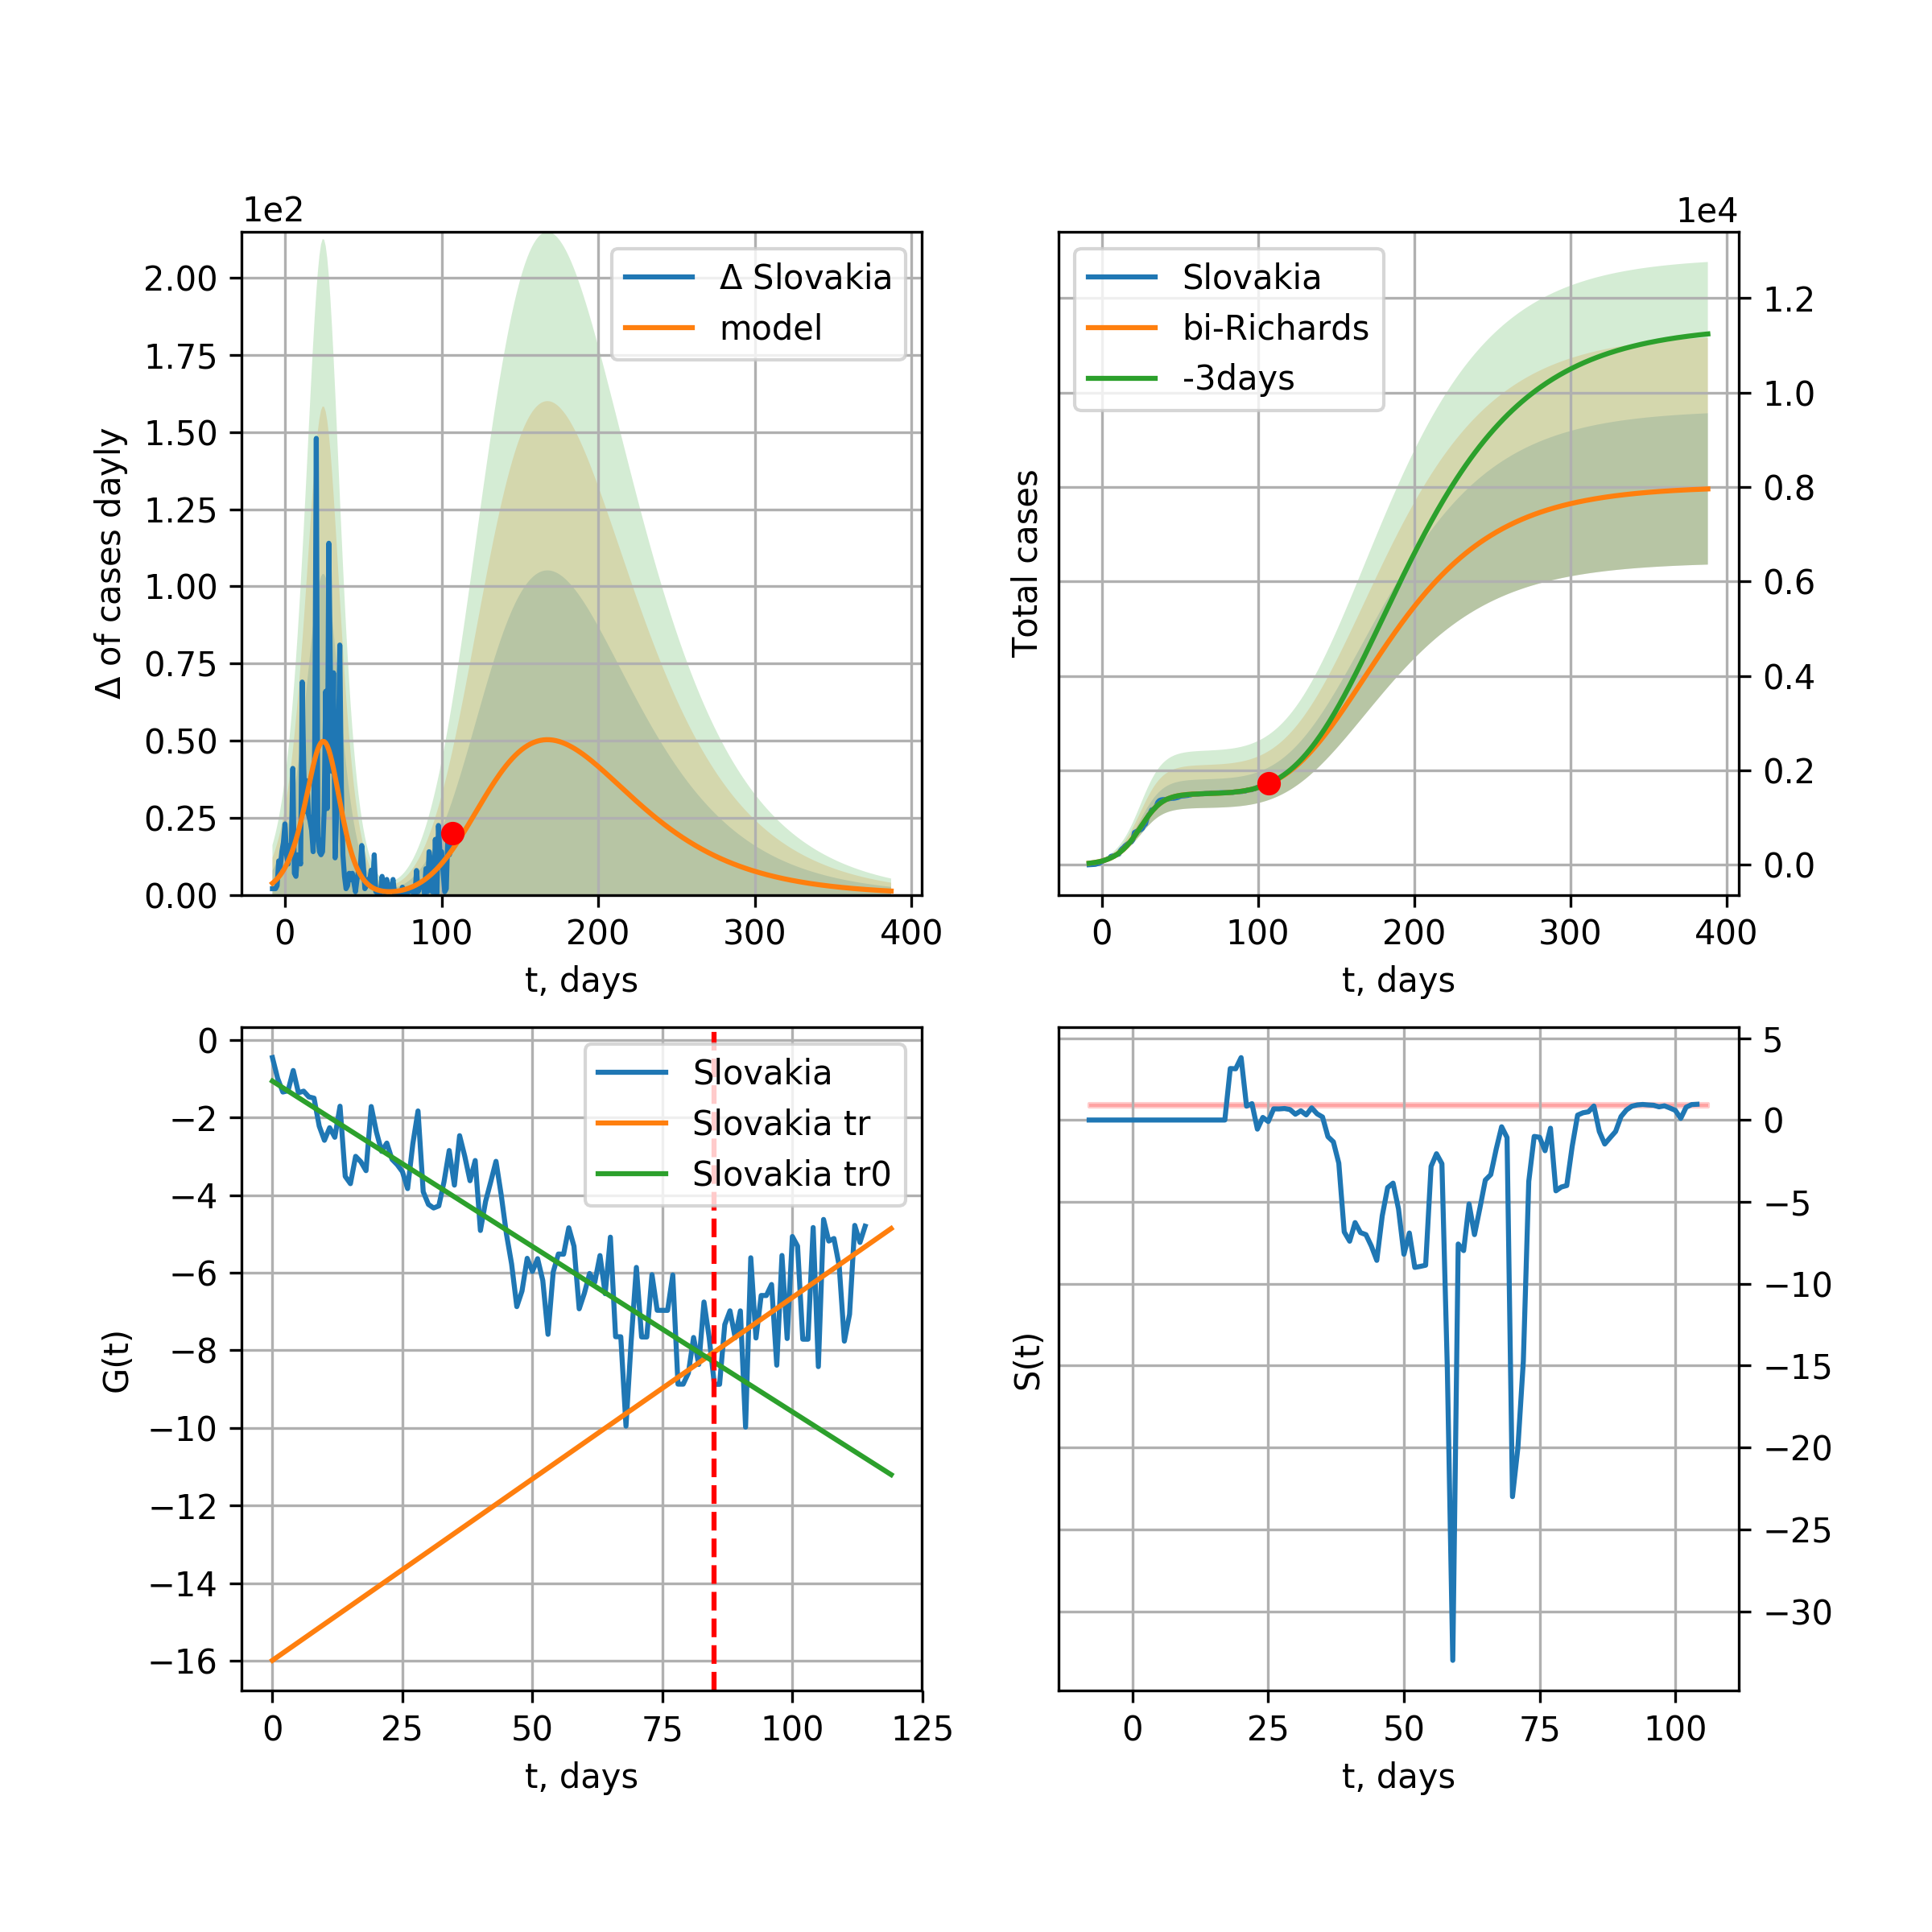 1e2
Δ of cases dayly
2.00
1.75
1.50
1.25
1.00
0.75
0.50
0.25
0.00
Δ Slovakia
model
0 100 200 300 400
t, days
1e4
Total cases
Slovakia
bi-Richards
-3days
1.2
1.0
0.8
0.6
0.4
0.2
0.0
0 100 200 300 400
t, days
G(t)
0
−2
−4
−6
−8
−10
−12
−14
−16
Slovakia
Slovakia tr
Slovakia tr0
0 25 50 75 100 125
t, days
S(t)
5
0
−5
−10
−15
−20
−25
−30
0 25 50 75 100
t, days